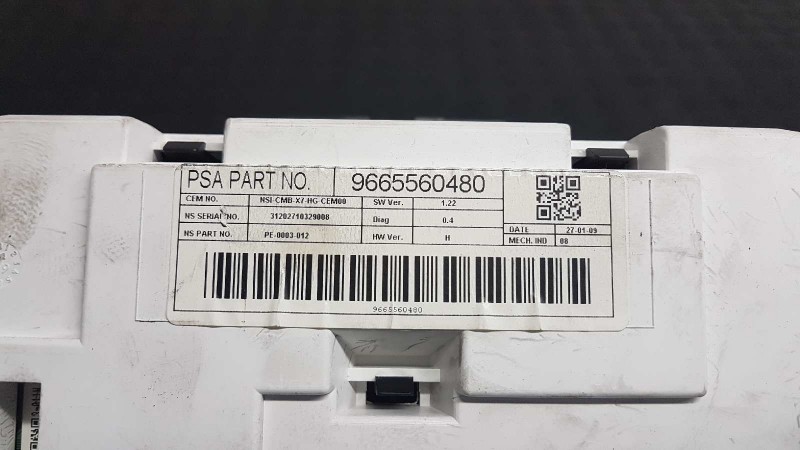 PSA PART NO. 9665560480
CEM NO. NSI-CMB-X7-HG-CEM00 SW Ver. 1.22
NS SERIAL NO. 31202710329008 Diag 0.4
DATE 27-01-09
NS PART NO. PE-0003-012 HW.Ver. H
MECH. IND 08
9665560480